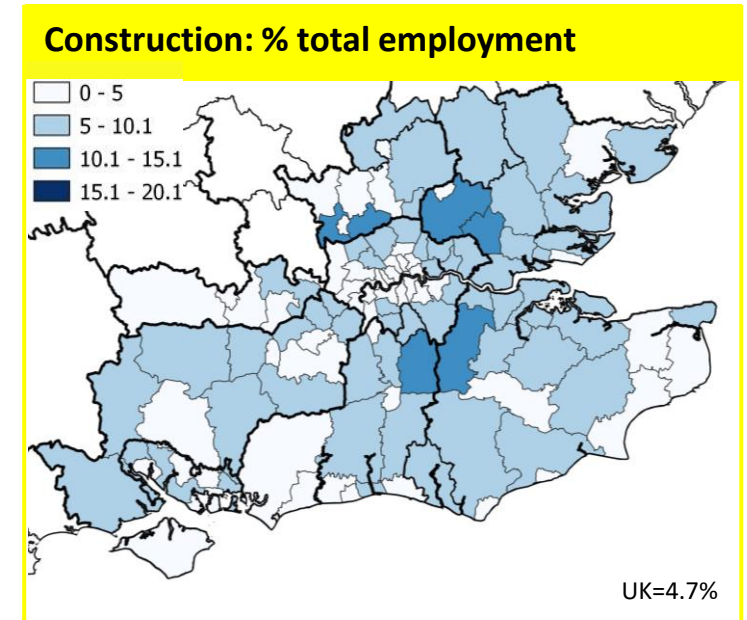 Construction: % total employment
0 - 5
5 - 10.1
10.1 - 15.1
15.1 - 20.1
UK=4.7%